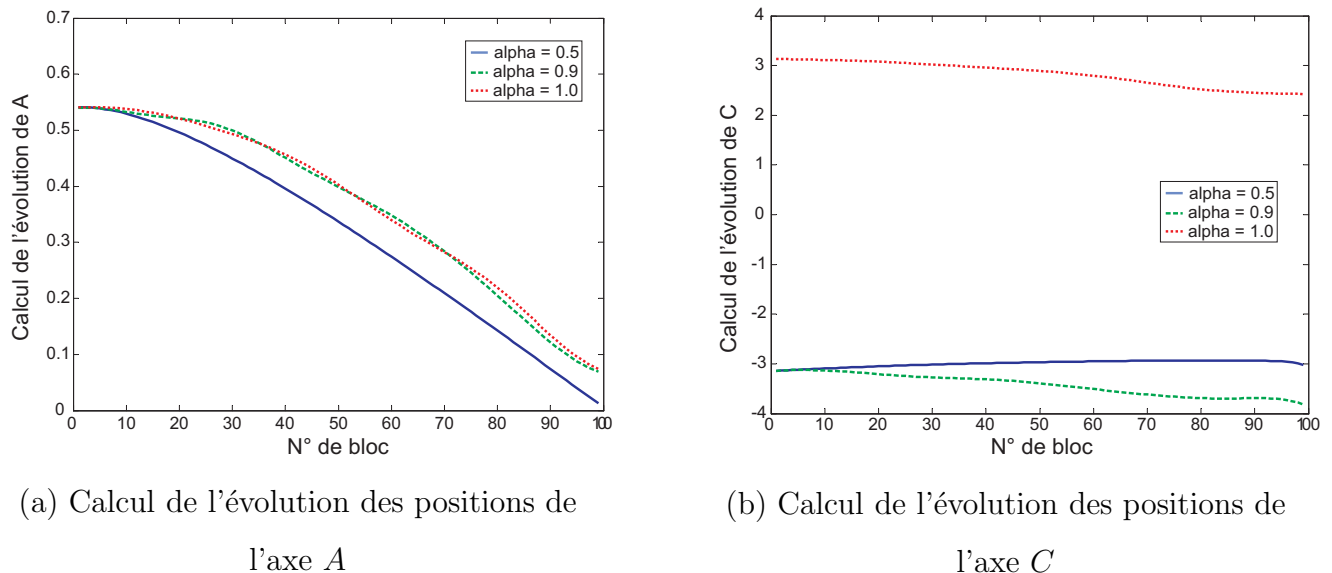 0.7
0.6
0.5
0.4
0.3
0.2
0.1
0
0 10 20 30 40 50 60 70 80 90 100
Calcul de l'évolution de A
N° de bloc
alpha = 0.5
alpha = 0.9
alpha = 1.0
(a) Calcul de l'évolution des positions de
l'axe A
4
3
2
1
0
-1
-2
-3
-4
0 10 20 30 40 50 60 70 80 90 100
Calcul de l'évolution de C
N° de bloc
alpha = 0.5
alpha = 0.9
alpha = 1.0
(b) Calcul de l'évolution des positions de
l'axe C